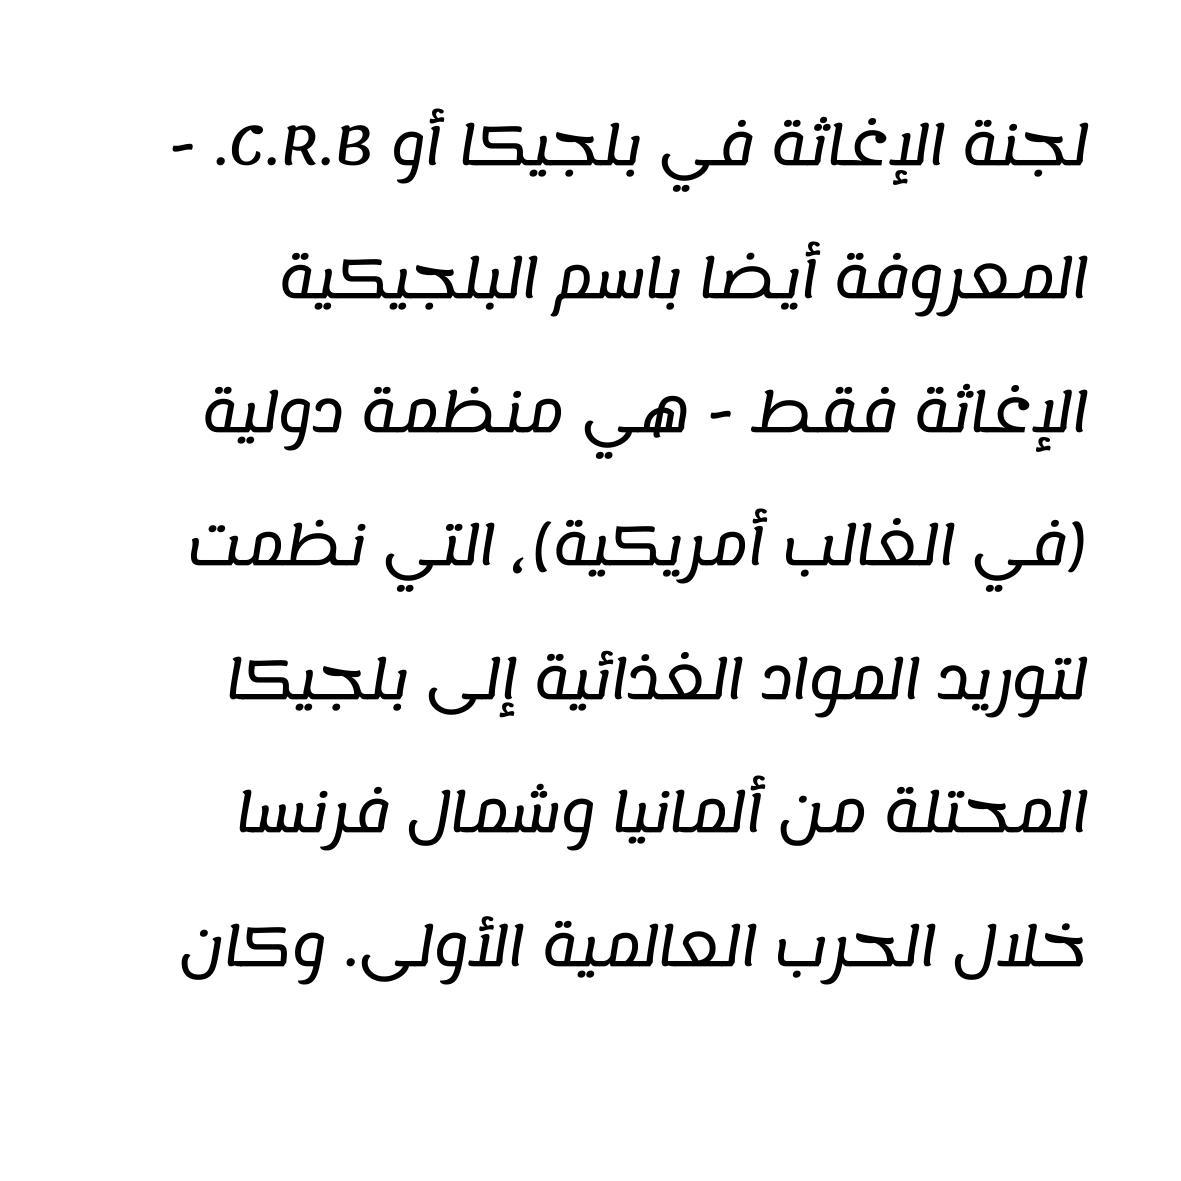 لجنة الإغاثة في بلجيكا أو C.R.B. -
المعروفة أيضا باسم البلجيكية
الإغاثة فقط - هي منظمة دولية
(في الغالب أمريكية)، التي نظمت
لتوريد المواد الغذائية إلى بلجيكا
المحتلة من ألمانيا وشمال فرنسا
خلال الحرب العالمية الأولى. وكان